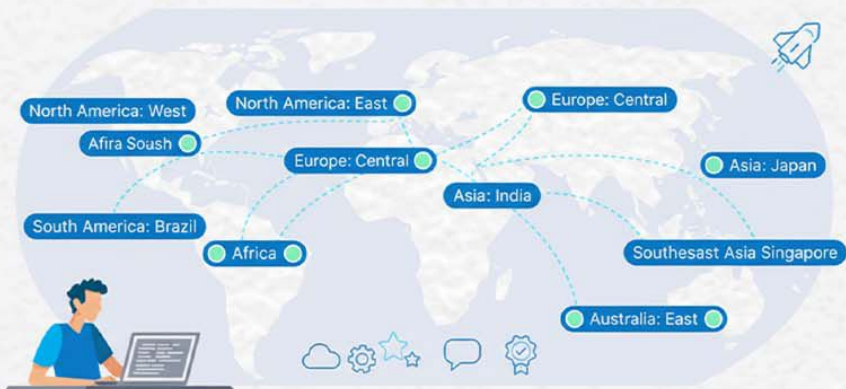 North America: West
North America: East
Europe: Central
Afira Soush
Europe: Central
Asia: Japan
Asia: India
South America: Brazil
Africa
Southesast Asia Singapore
Australia: East